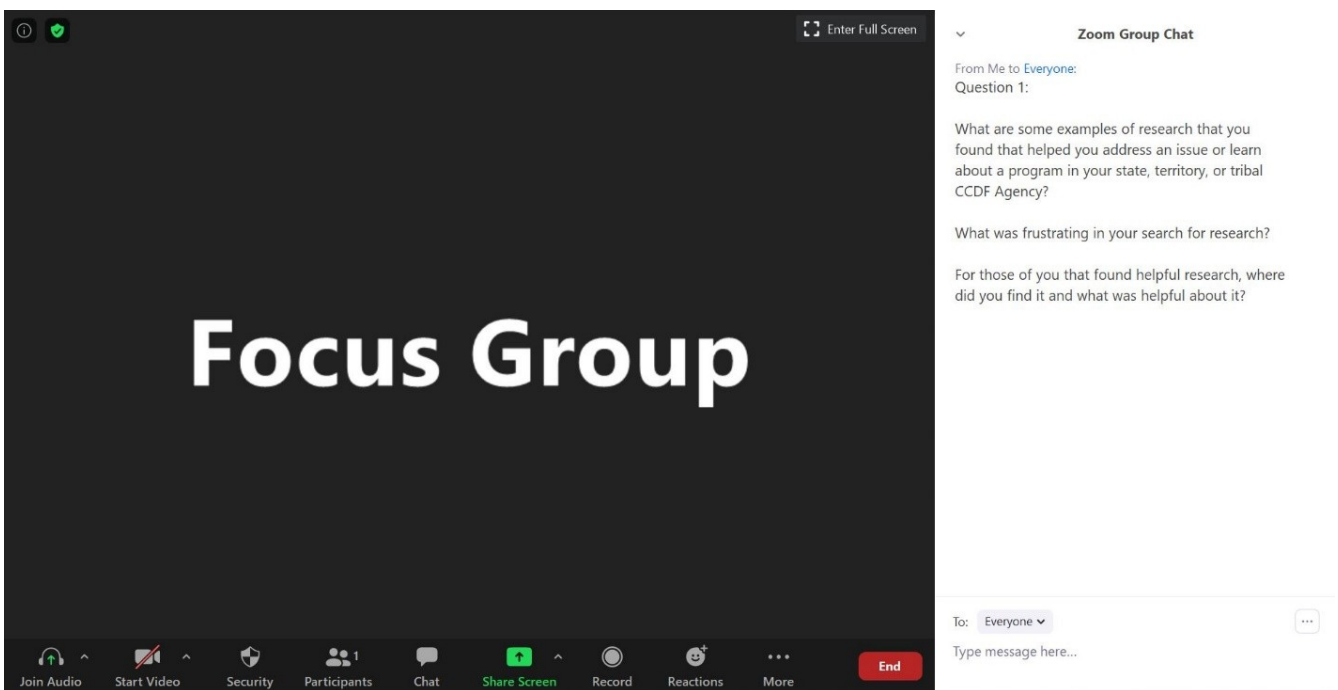 Enter Full Screen
Focus Group
Join Audio
Start Video
Security
1
Participants
Chat
Share Screen
Record
Reactions
More
End
Zoom Group Chat
From Me to Everyone:
Question 1:
What are some examples of research that you
found that helped you address an issue or learn
about a program in your state, territory, or tribal
CCDF Agency?
What was frustrating in your search for research?
For those of you that found helpful research, where
did you find it and what was helpful about it?
To: Everyone
Type message here...